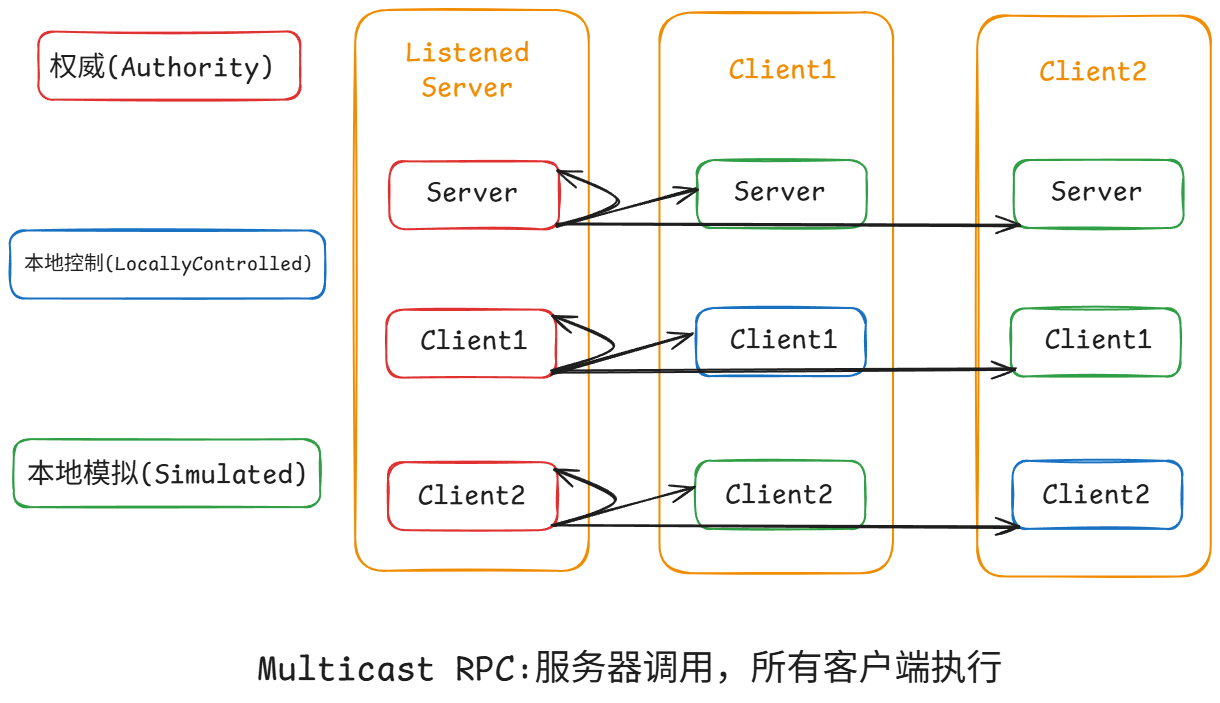 权威(Authority)
Listened
Server
Client1
Client2
Server
Server
Server
本地控制(LocallyControlled)
Client1
Client1
Client1
本地模拟(Simulated)
Client2
Client2
Client2
Multicast RPC:服务器调用，所有客户端执行